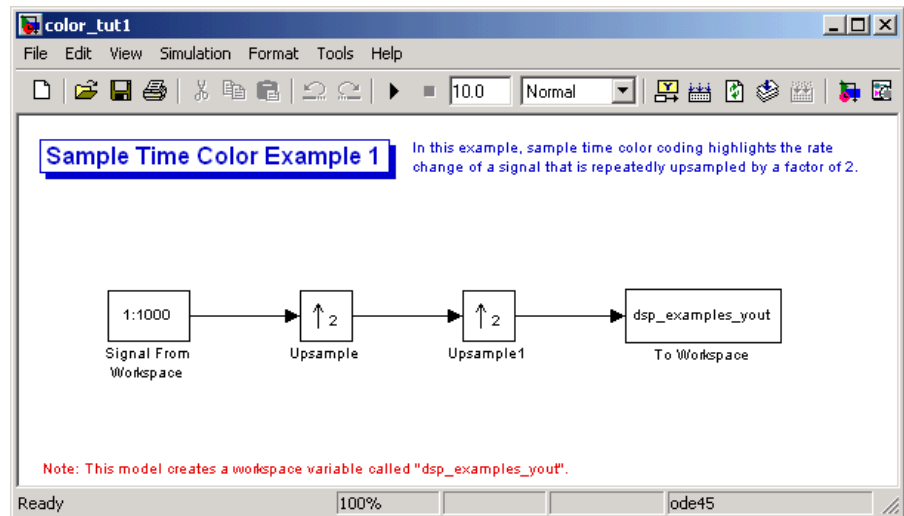 color_tut1
File Edit View Simulation Format Tools Help
10.0 Normal
Sample Time Color Example 1
In this example, sample time color coding highlights the rate
change of a signal that is repeatedly upsampled by a factor of 2.
1:1000
2
2
dsp_examples_yout
Signal From
Workspace
Upsample
Upsample1
To Workspace
Note: This model creates a workspace variable called "dsp_examples_yout".
Ready 100% ode45